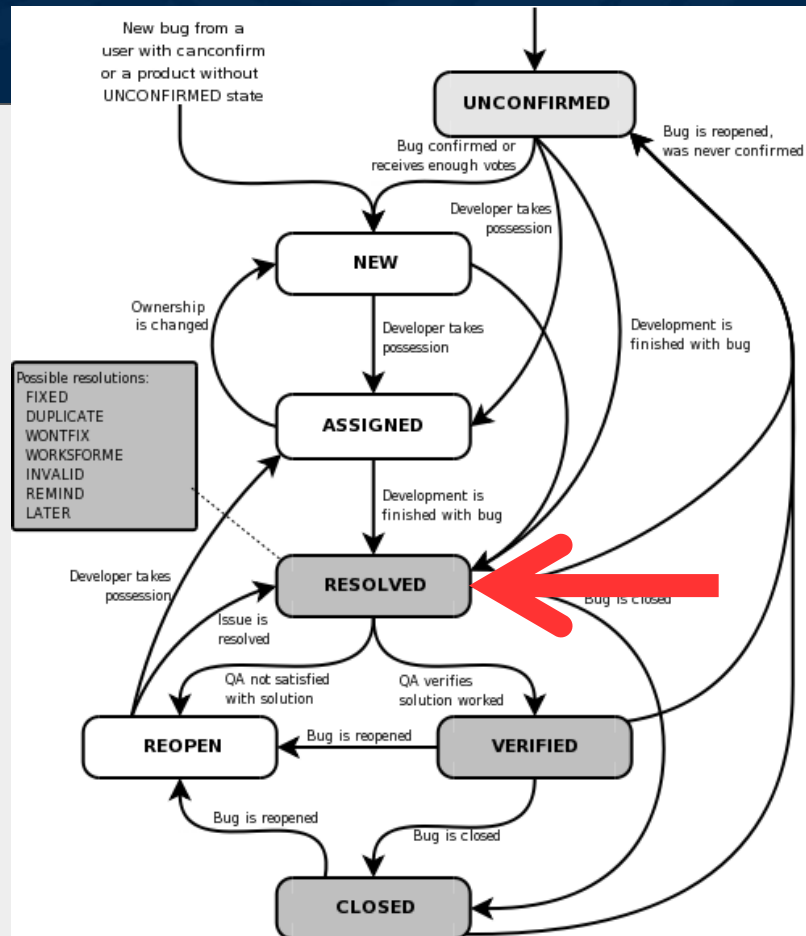 New bug from a
user with canconfirm
or a product without
UNCONFIRMED state
UNCONFIRMED
Bug is reopened,
was never confirmed
Bug confirmed or
receives enough votes
Developer takes
possession
NEW
Ownership
is changed
Developer takes
possession
Development is
finished with bug
Possible resolutions:
FIXED
DUPLICATE
WONTFIX
WORKSFORME
INVALID
REMIND
LATER
ASSIGNED
Development is
finished with bug
Developer takes
possession
RESOLVED
Bug is closed
Issue is
resolved
QA not satisfied
with solution
QA verifies
solution worked
REOPEN
Bug is reopened
VERIFIED
Bug is reopened
Bug is closed
CLOSED